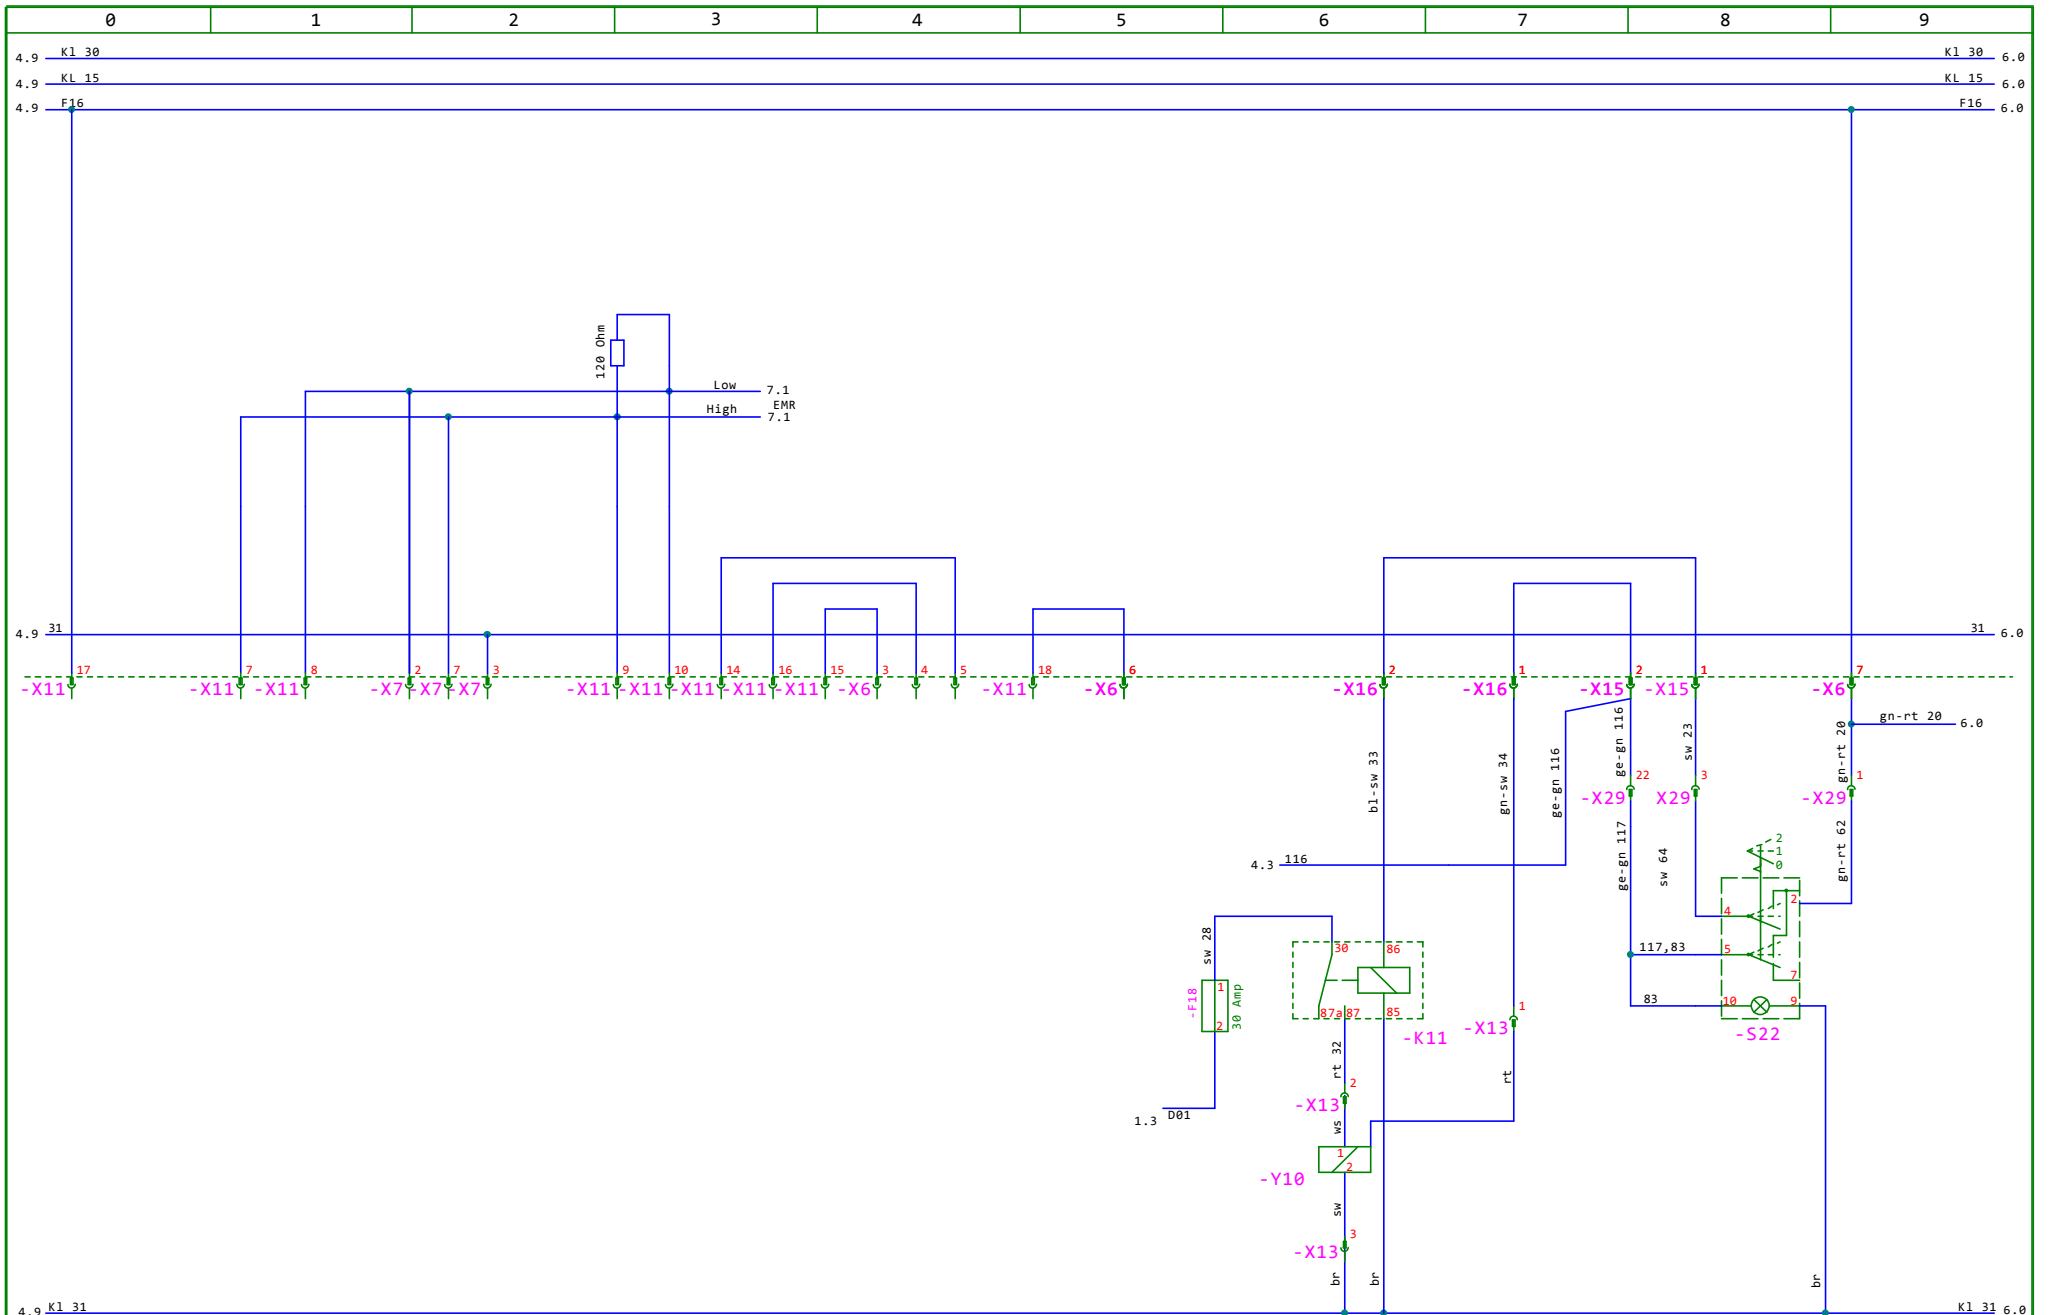 0 1 2 3 4 5 6 7 8 9
4.9 Kl 30 Kl 30 6.0
4.9 KL 15 KL 15 6.0
4.9 F16 F16 6.0
120 Ohm
Low 7.1
EMR
High 7.1
4.9 31 31 6.0
17 7 8 2 7 3 9 10 14 16 15 3 4 5 18 6 2 1 2 1 7
-X11 -X11 -X11 -X7 -X7 -X7 -X11 -X11 -X11 -X11 -X11 -X6 -X11 -X6 -X16 -X16 -X15 -X15 -X6
gn-rt 20 6.0
bl-sw 33
gn-sw 34
ge-gn 116
ge-gn 116
sw 23
gn-rt 20
22 3 1
-X29 X29 -X29
ge-gn 117
sw 64
gn-rt 62
2
1
0
4.3 116
2
4
117,83 5
7
83 10 9
-S22
sw 28
30 86
-F18
1
2
30 Amp
87a 87 85
-K11
1
-X13
rt 32
rt
2
-X13
1.3 D01
ws
1
2
-Y10
sw
3
-X13
br
br
br
4.9 Kl 31 Kl 31 6.0